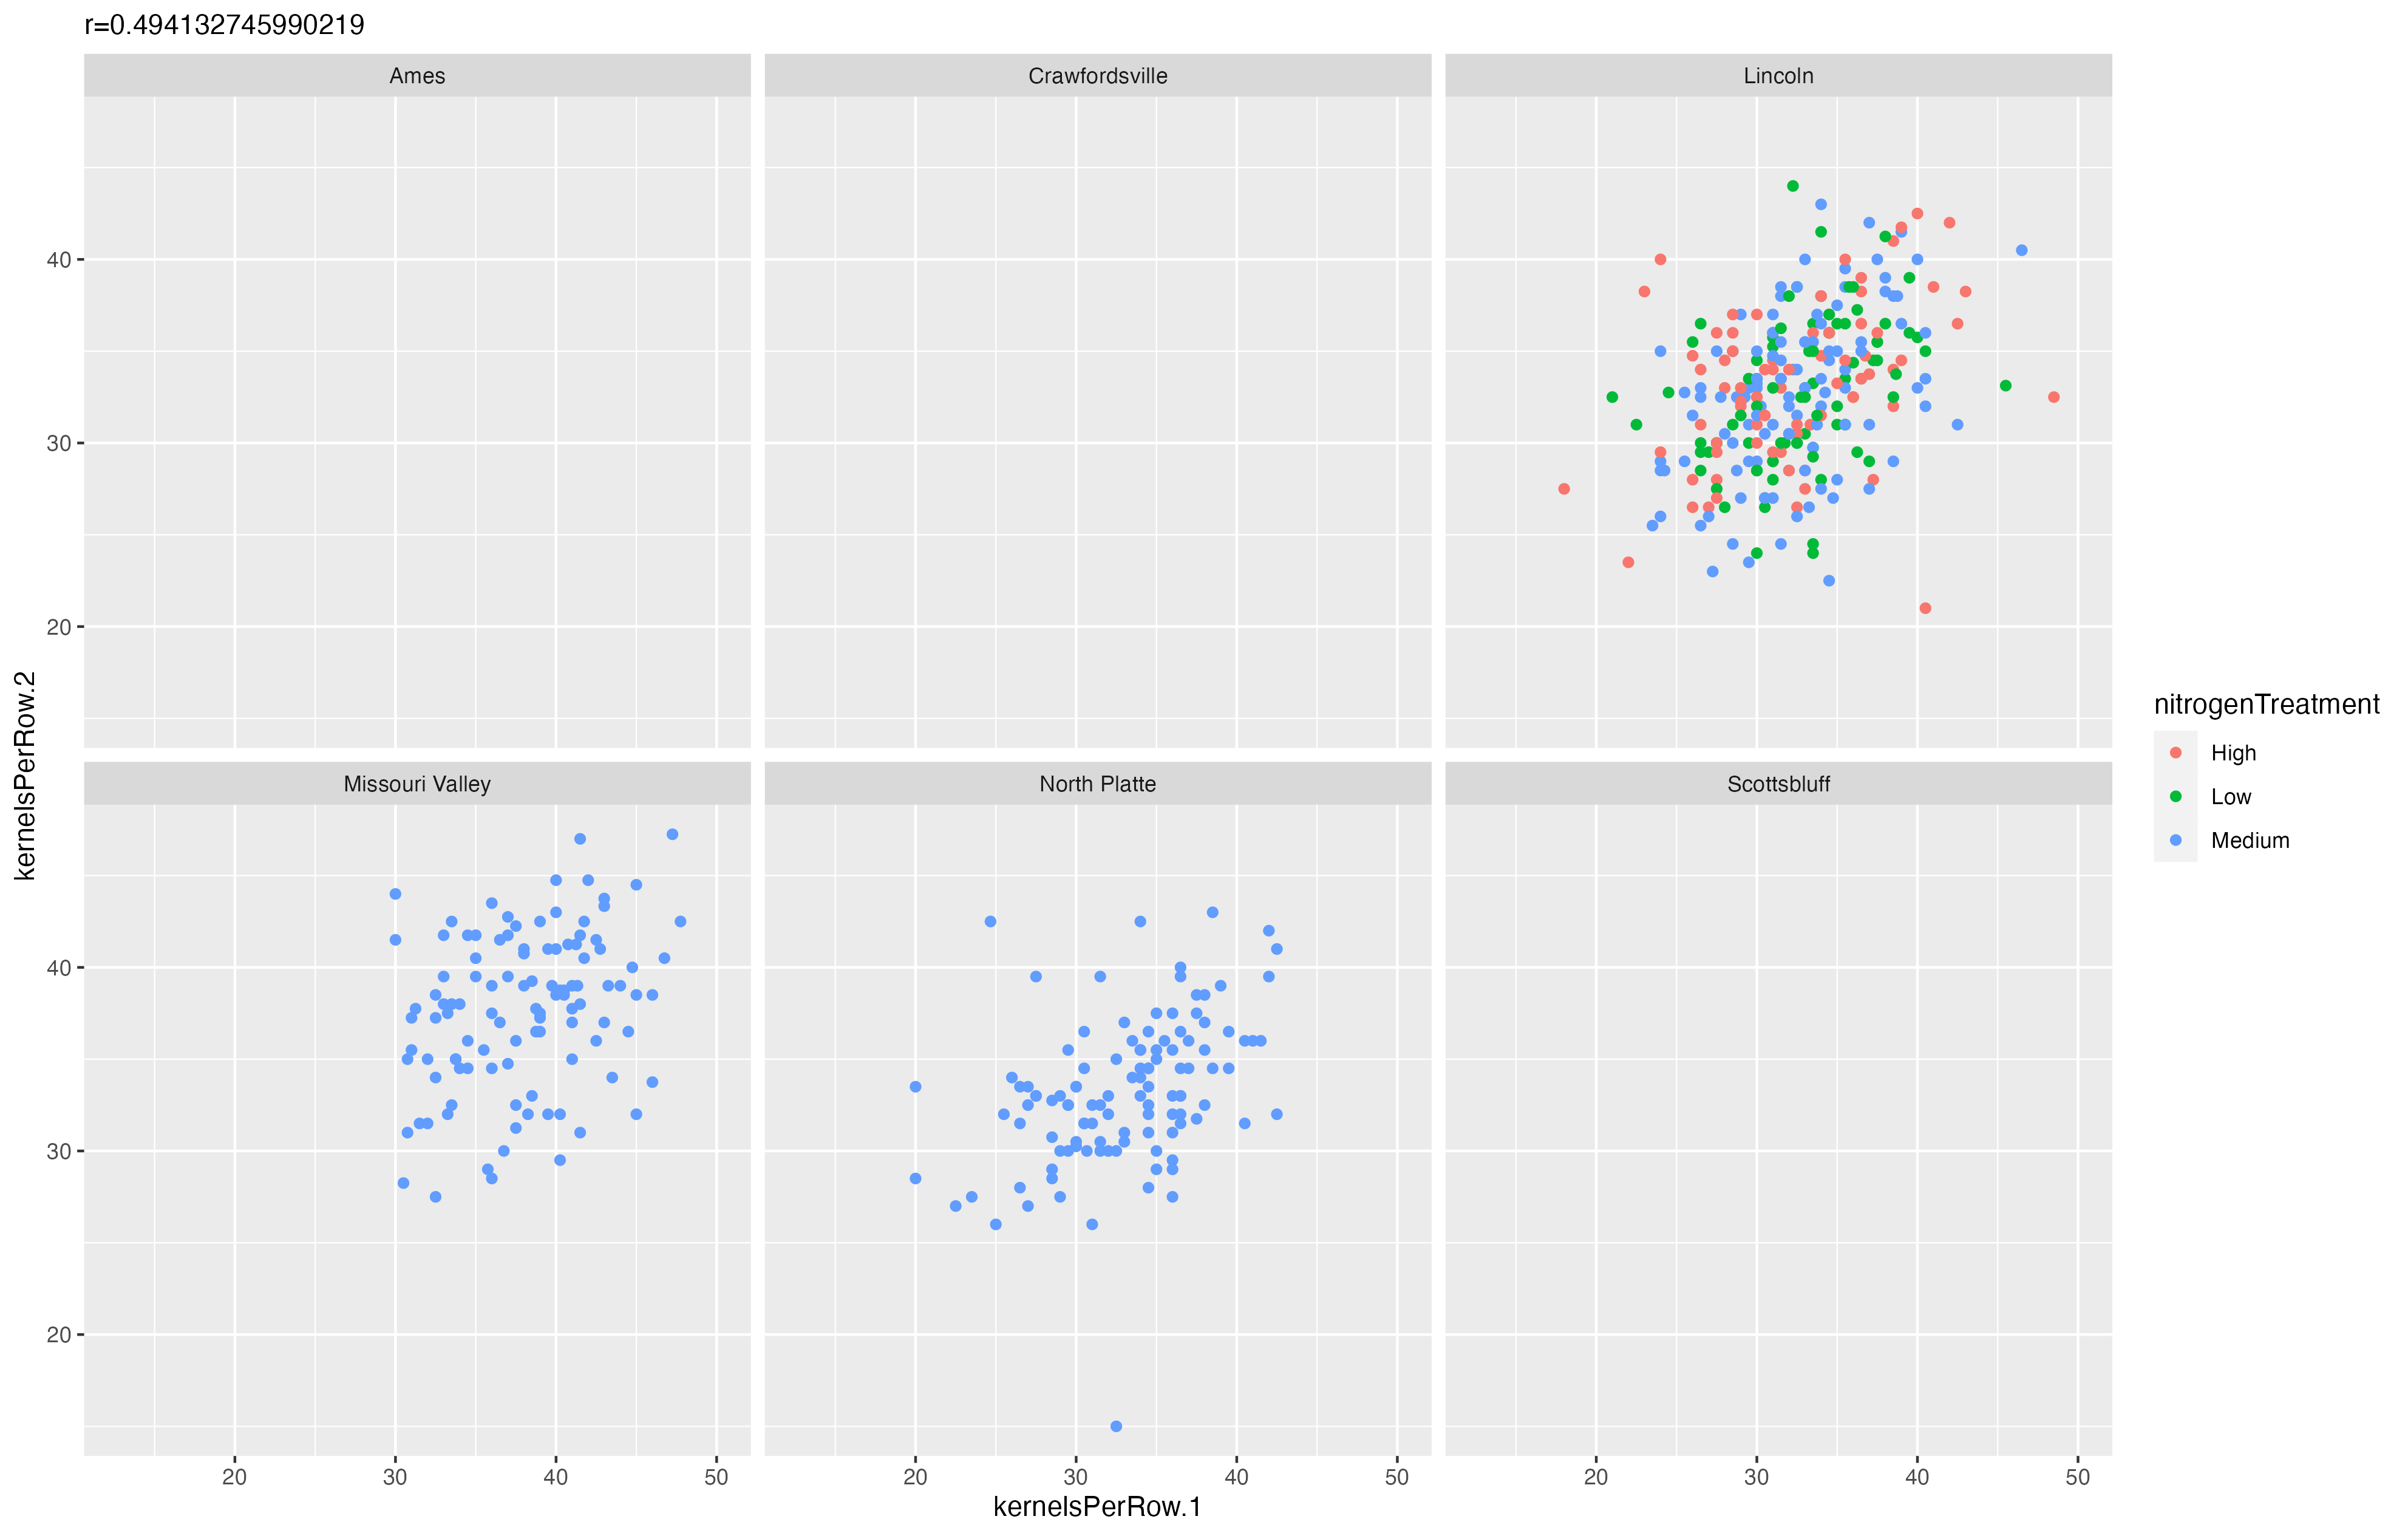 r=0.494132745990219
Ames
Crawfordsville
Lincoln
40
30
20
kernelsPerRow.2
Missouri Valley
North Platte
Scottsbluff
40
30
20
20
30
40
50
20
30
40
50
20
30
40
50
kernelsPerRow.1
nitrogenTreatment
High
Low
Medium